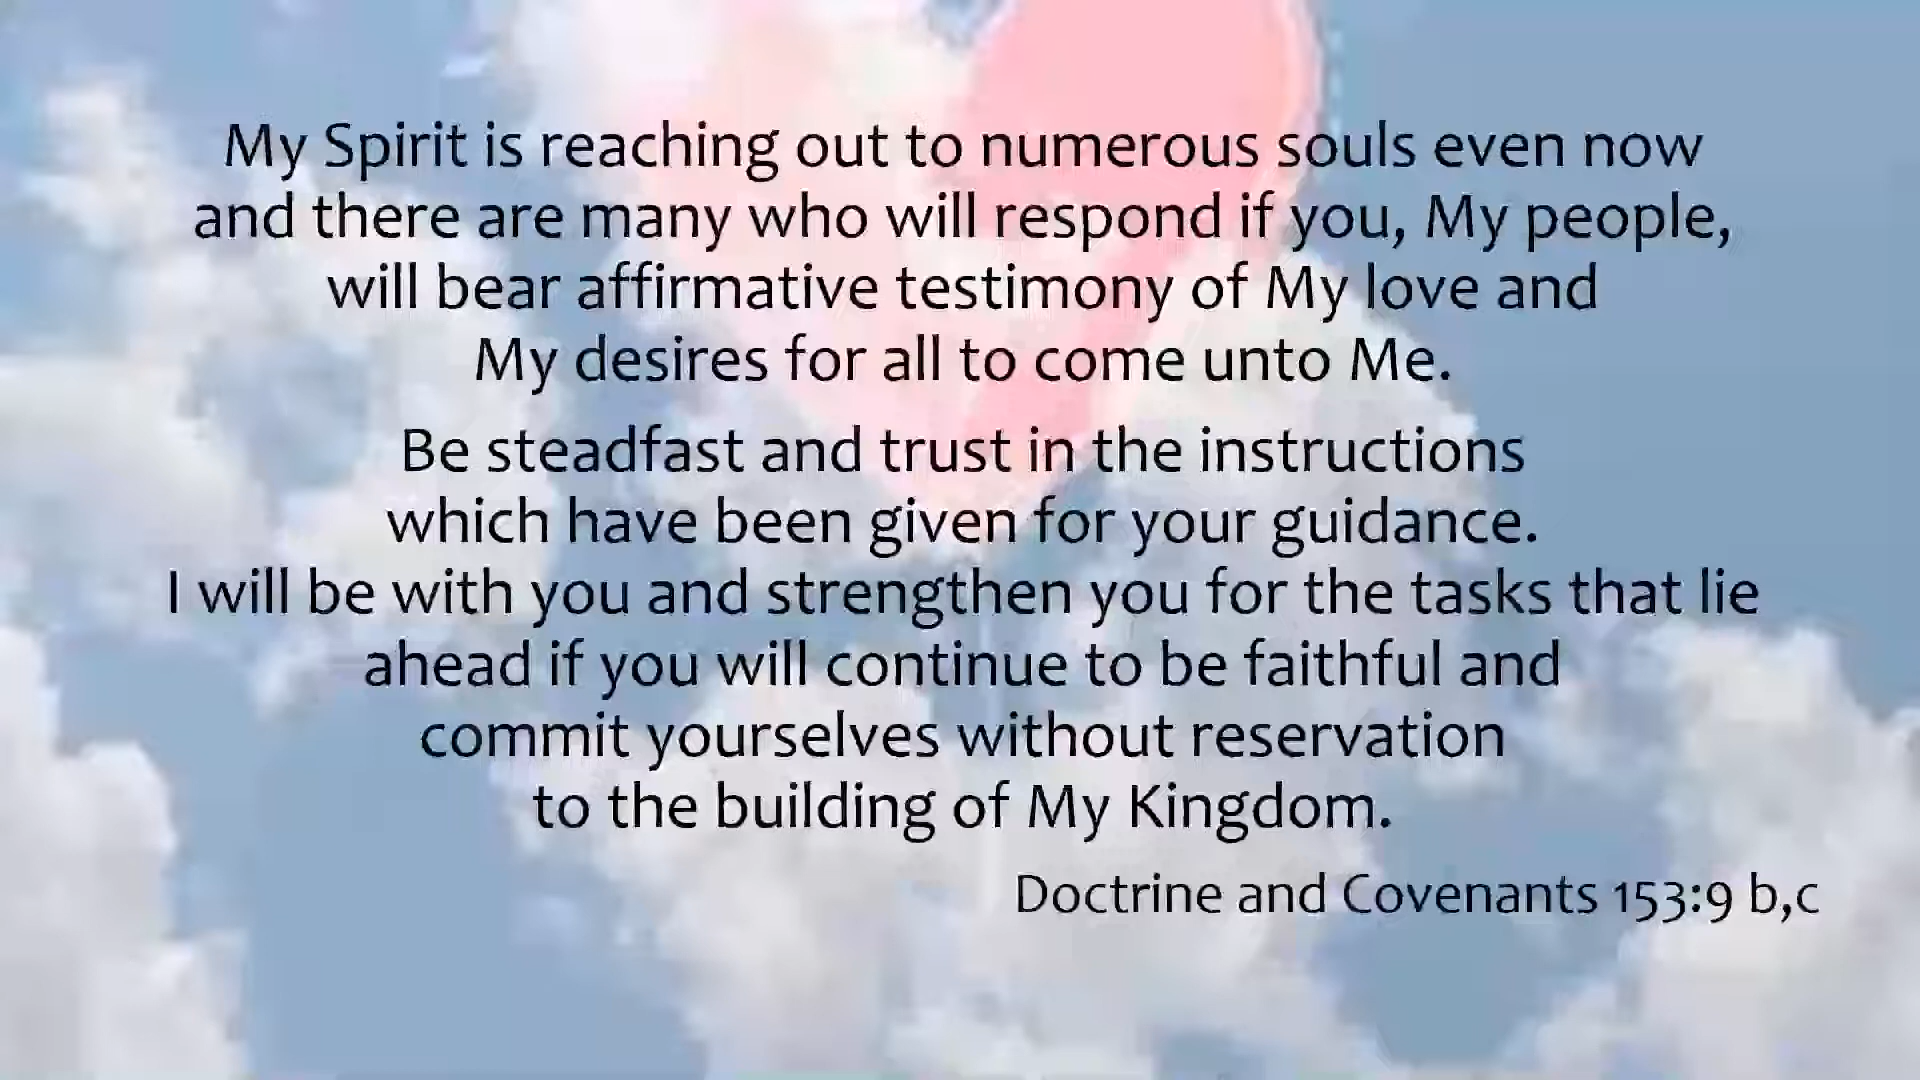 My Spirit is reaching out to numerous souls even now
and there are many who will respond if you, My people,
will bear affirmative testimony of My love and
My desires for all to come unto Me.
Be steadfast and trust in the instructions
which have been given for your guidance.
I will be with you and strengthen you for the tasks that lie
ahead if you will continue to be faithful and
commit yourselves without reservation
to the building of My Kingdom.
Doctrine and Covenants 153:9 b,c